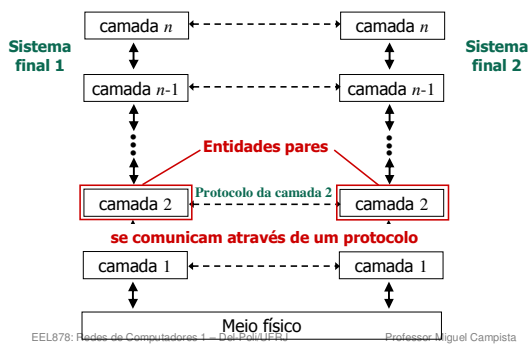 camada n
camada n
Sistema final 1
Sistema final 2
camada n-1
camada n-1
Entidades pares
Protocolo da camada 2
camada 2
camada 2
se comunicam através de um protocolo
camada 1
camada 1
Meio físico
EEL878: Redes de Computadores 1 – Del-Poli/UFRJ
Professor Miguel Campista